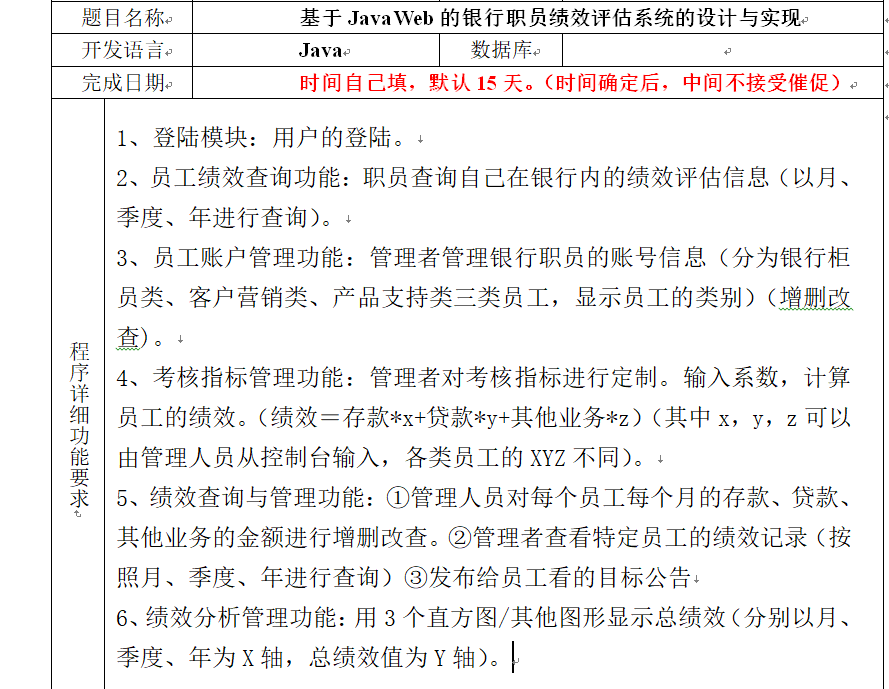 题目名称 基于 JavaWeb 的银行职员绩效评估系统的设计与实现
开发语言 Java 数据库
完成日期 时间自己填，默认 15 天。（时间确定后，中间不接受催促）
程序详细功能要求
1、登陆模块：用户的登陆。
2、员工绩效查询功能：职员查询自己在银行内的绩效评估信息（以月、
季度、年进行查询）。
3、员工账户管理功能：管理者管理银行职员的账号信息（分为银行柜
员类、客户营销类、产品支持类三类员工，显示员工的类别）（增删改
查）。
4、考核指标管理功能：管理者对考核指标进行定制。输入系数，计算
员工的绩效。（绩效＝存款*x+贷款*y+其他业务*z）（其中 x，y，z 可以
由管理人员从控制台输入，各类员工的 XYZ 不同）。
5、绩效查询与管理功能：①管理人员对每个员工每个月的存款、贷款、
其他业务的金额进行增删改查。②管理者查看特定员工的绩效记录（按
照月、季度、年进行查询）③发布给员工看的目标公告
6、绩效分析管理功能：用 3 个直方图/其他图形显示总绩效（分别以月、
季度、年为 X 轴，总绩效值为 Y 轴）。